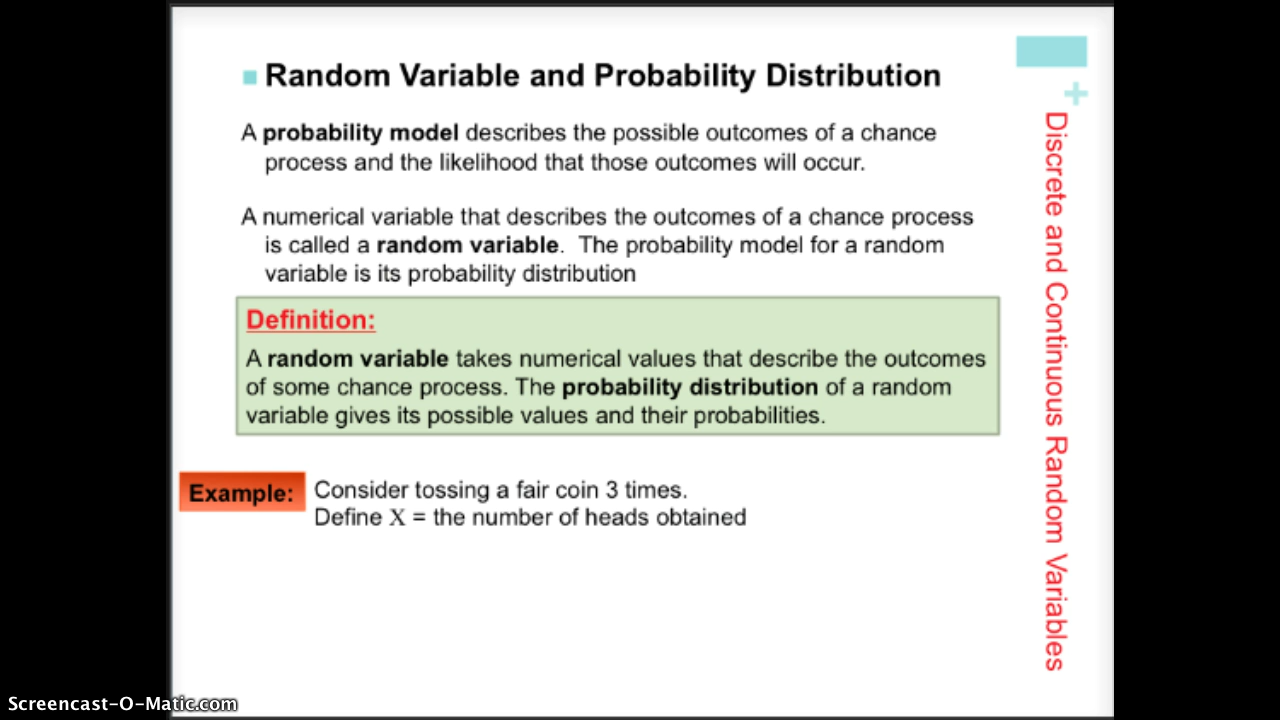 Random Variable and Probability Distribution
A probability model describes the possible outcomes of a chance
process and the likelihood that those outcomes will occur.
A numerical variable that describes the outcomes of a chance process
is called a random variable. The probability model for a random
variable is its probability distribution
Definition:
A random variable takes numerical values that describe the outcomes
of some chance process. The probability distribution of a random
variable gives its possible values and their probabilities.
Example:
Consider tossing a fair coin 3 times.
Define X = the number of heads obtained
+
Discrete and Continuous Random Variables
Screencast-O-Matic.com